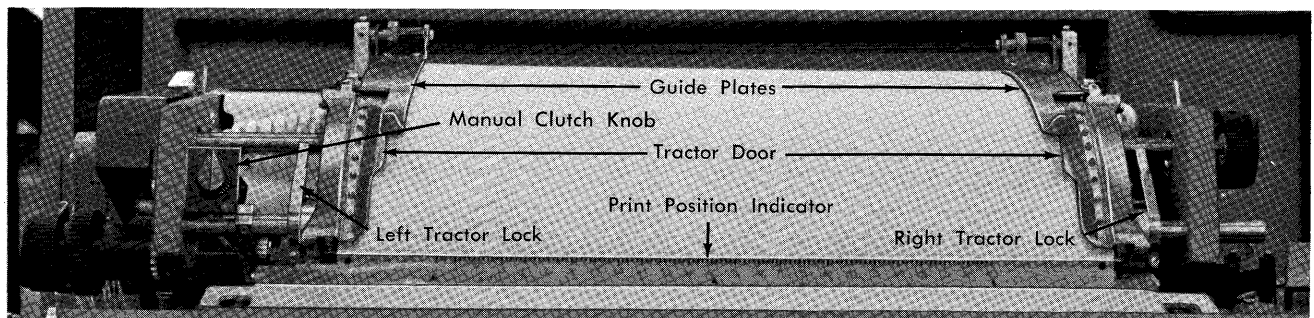 Guide Plates
Manual Clutch Knob
Tractor Door
Print Position Indicator
Left Tractor Lock
Right Tractor Lock